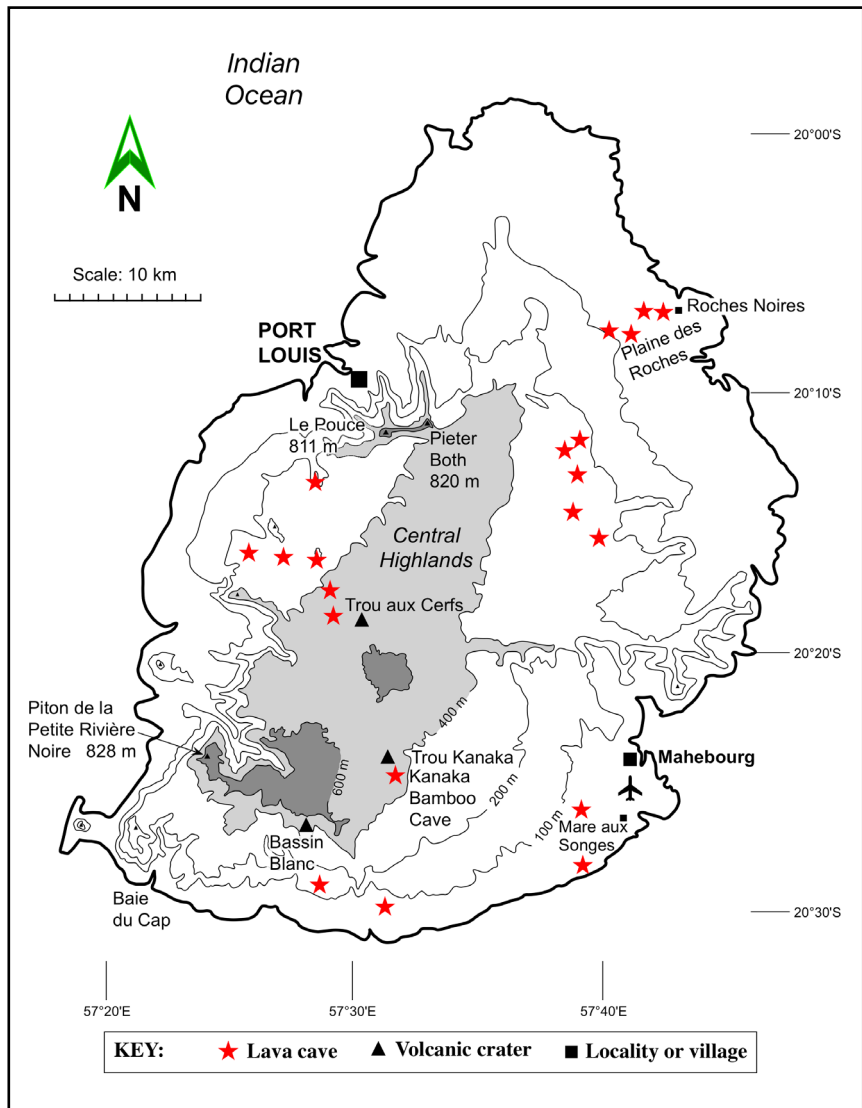 Indian
Ocean
N
Scale: 10 km
20°00'S
Roches Noires
Plaine des
Roches
PORT
LOUIS
20°10'S
Le Pouce
811 m
Pieter
Both
820 m
Central
Highlands
Trou aux Cerfs
20°20'S
Piton de la
Petite Rivière
Noire 828 m
400 m
600 m
200 m
100 m
Trou Kanaka
Kanaka
Bamboo
Cave
Mahebourg
Mare aux
Songes
Bassin
Blanc
Baie
du Cap
20°30'S
57°20'E
57°30'E
57°40'E
KEY: Lava cave Volcanic crater Locality or village